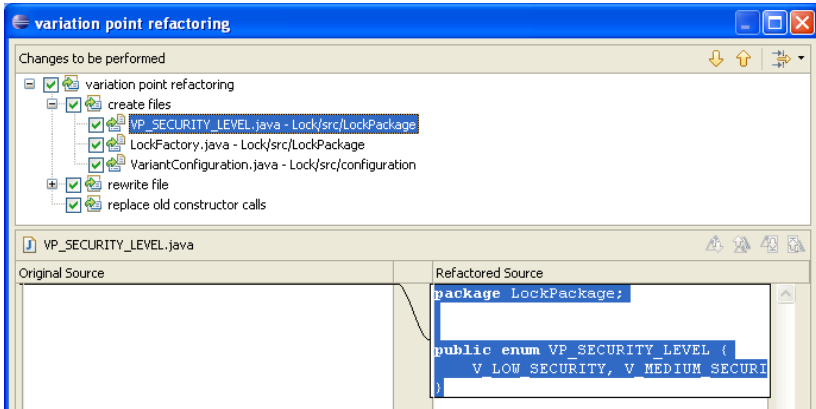 variation point refactoring
Changes to be performed
variation point refactoring
create files
VP_SECURITY_LEVEL.java - Lock/src/LockPackage
LockFactory.java - Lock/src/LockPackage
VariantConfiguration.java - Lock/src/configuration
rewrite file
replace old constructor calls
VP_SECURITY_LEVEL.java
Original Source
Refactored Source
package LockPackage;
public enum VP_SECURITY_LEVEL {
V_LOW_SECURITY, V_MEDIUM_SECURI
}